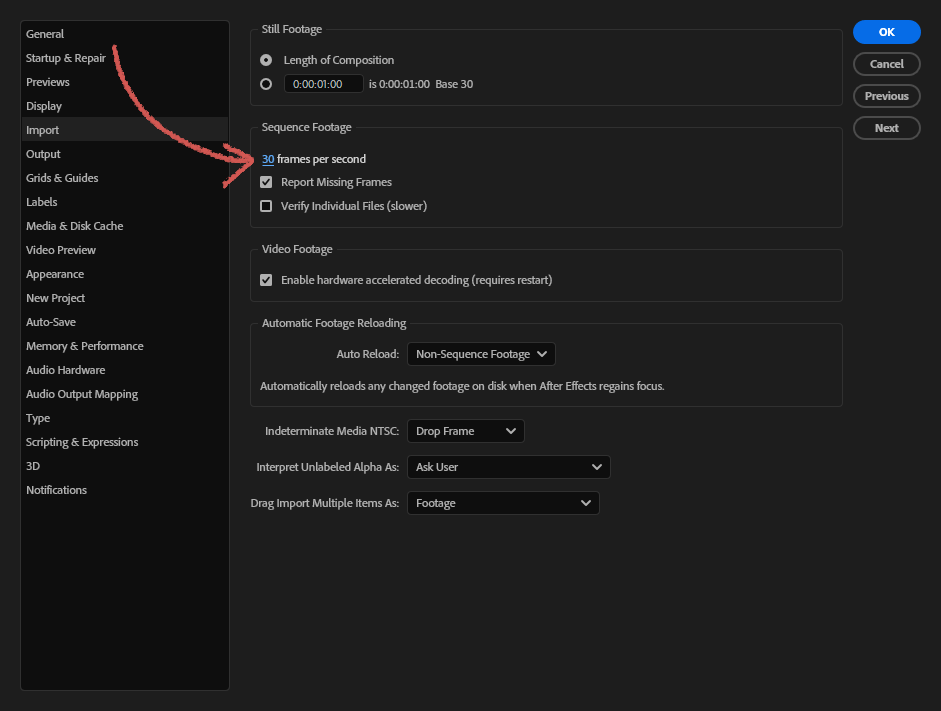 General
Startup & Repair
Previews
Display
Import
Output
Grids & Guides
Labels
Media & Disk Cache
Video Preview
Appearance
New Project
Auto-Save
Memory & Performance
Audio Hardware
Audio Output Mapping
Type
Scripting & Expressions
3D
Notifications
Still Footage
Length of Composition
0:00:01:00 is 0:00:01:00 Base 30
Sequence Footage
30 frames per second
Report Missing Frames
Verify Individual Files (slower)
Video Footage
Enable hardware accelerated decoding (requires restart)
Automatic Footage Reloading
Auto Reload: Non-Sequence Footage
Automatically reloads any changed footage on disk when After Effects regains focus.
Indeterminate Media NTSC: Drop Frame
Interpret Unlabeled Alpha As: Ask User
Drag Import Multiple Items As: Footage
OK
Cancel
Previous
Next